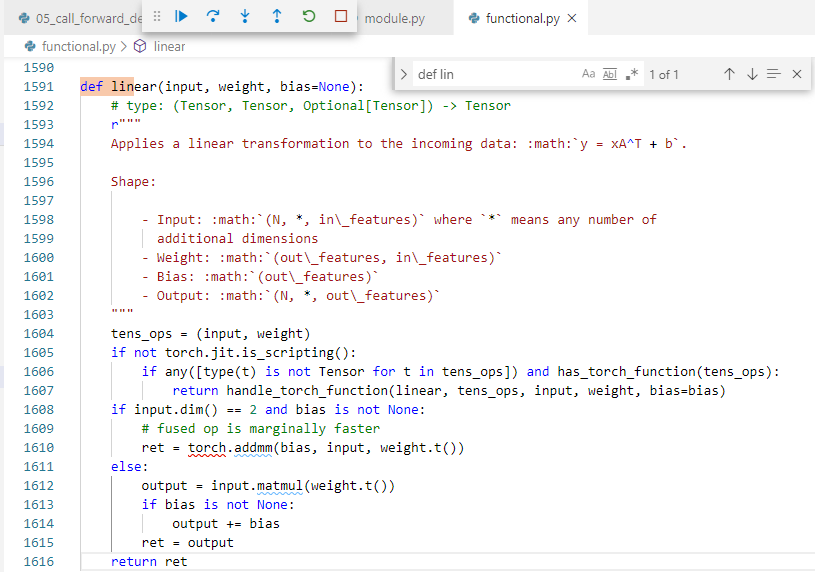 05_call_forward_de
module.py
functional.py
functional.py > linear
def lin
Aa Abl .* 1 of 1
1590
1591 def linear(input, weight, bias=None):
1592     # type: (Tensor, Tensor, Optional[Tensor]) -> Tensor
1593     r"""
1594     Applies a linear transformation to the incoming data: :math:`y = xA^T + b`.
1595
1596     Shape:
1597
1598         - Input: :math:`(N, *, in\_features)` where `*` means any number of
1599           additional dimensions
1600         - Weight: :math:`(out\_features, in\_features)`
1601         - Bias: :math:`(out\_features)`
1602         - Output: :math:`(N, *, out\_features)`
1603     """
1604     tens_ops = (input, weight)
1605     if not torch.jit.is_scripting():
1606         if any([type(t) is not Tensor for t in tens_ops]) and has_torch_function(tens_ops):
1607             return handle_torch_function(linear, tens_ops, input, weight, bias=bias)
1608     if input.dim() == 2 and bias is not None:
1609         # fused op is marginally faster
1610         ret = torch.addmm(bias, input, weight.t())
1611     else:
1612         output = input.matmul(weight.t())
1613         if bias is not None:
1614             output += bias
1615         ret = output
1616     return ret